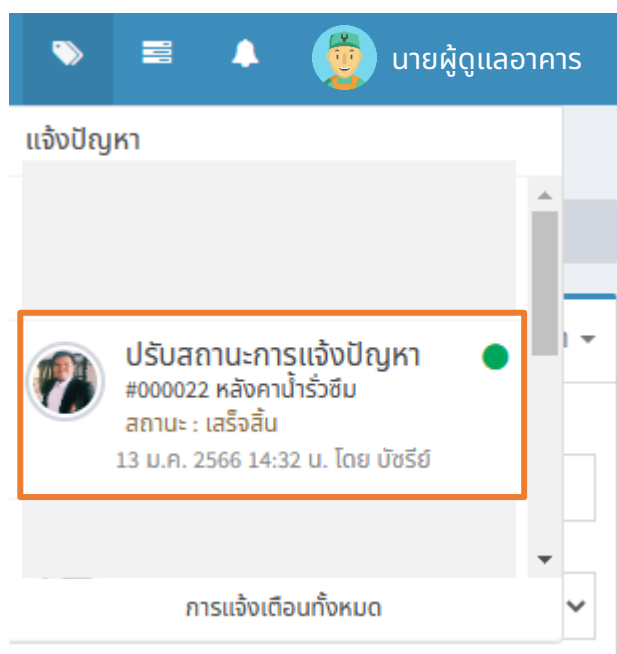 นายผู้ดูแลอาคาร
แจ้งปัญหา
ปรับสถานะการแจ้งปัญหา
#000022 หลังคาน้ำรั่วซึม
สถานะ : เสร็จสิ้น
13 ม.ค. 2566 14:32 น. โดย บัซรีย์
การแจ้งเตือนทั้งหมด